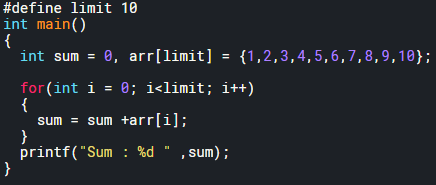 #define limit 10
int main()
{
  int sum = 0, arr[limit] = {1,2,3,4,5,6,7,8,9,10};

  for(int i = 0; i<limit; i++)
  {
    sum = sum +arr[i];
  }
  printf("Sum : %d " ,sum);
}